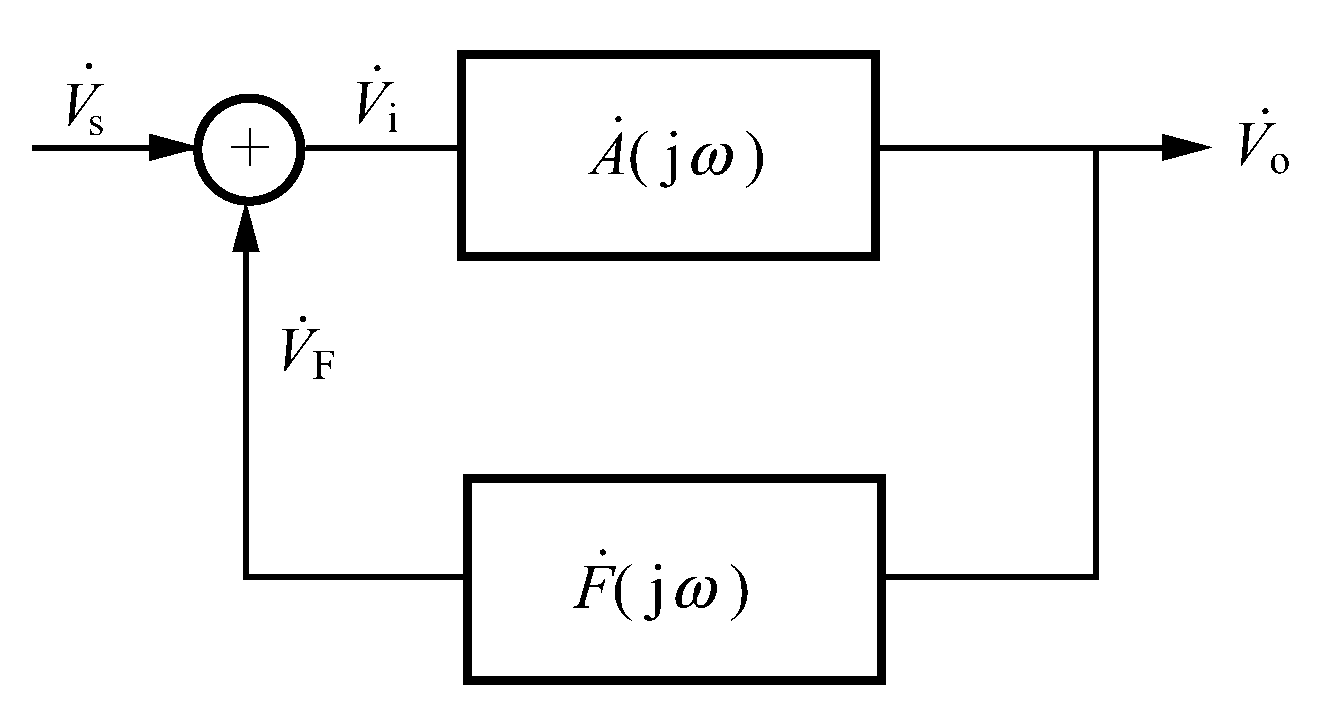 V̇s
+
V̇i
Ȧ(jω)
V̇o
V̇F
Ḟ(jω)